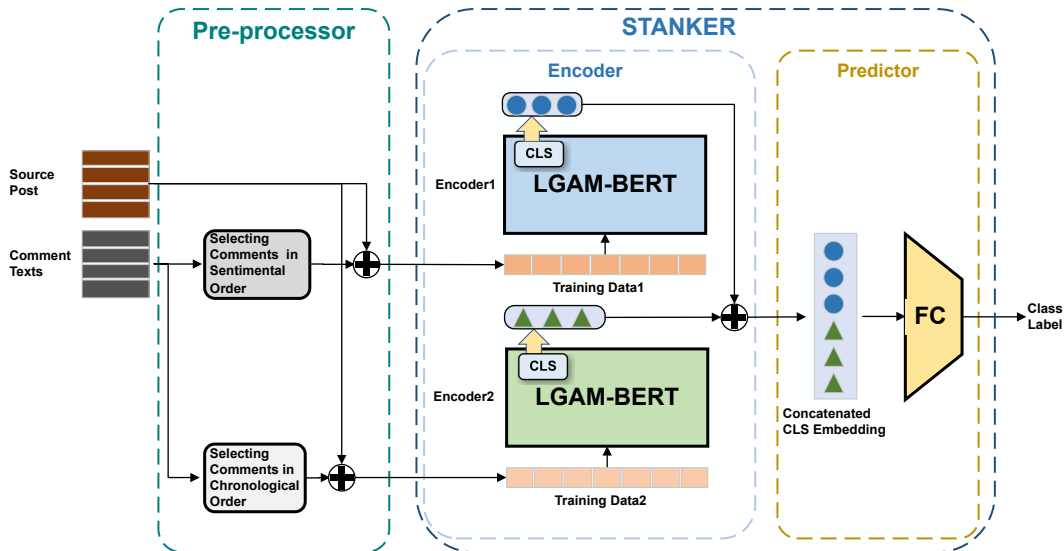 Pre-processor
STANKER
Encoder
Predictor
CLS
Source
Post
Encoder1
LGAM-BERT
Comment
Texts
Selecting
Comments in
Sentimental
Order
Training Data1
FC
Class
Label
CLS
Encoder2
LGAM-BERT
Concatenated
CLS Embedding
Selecting
Comments in
Chronological
Order
Training Data2